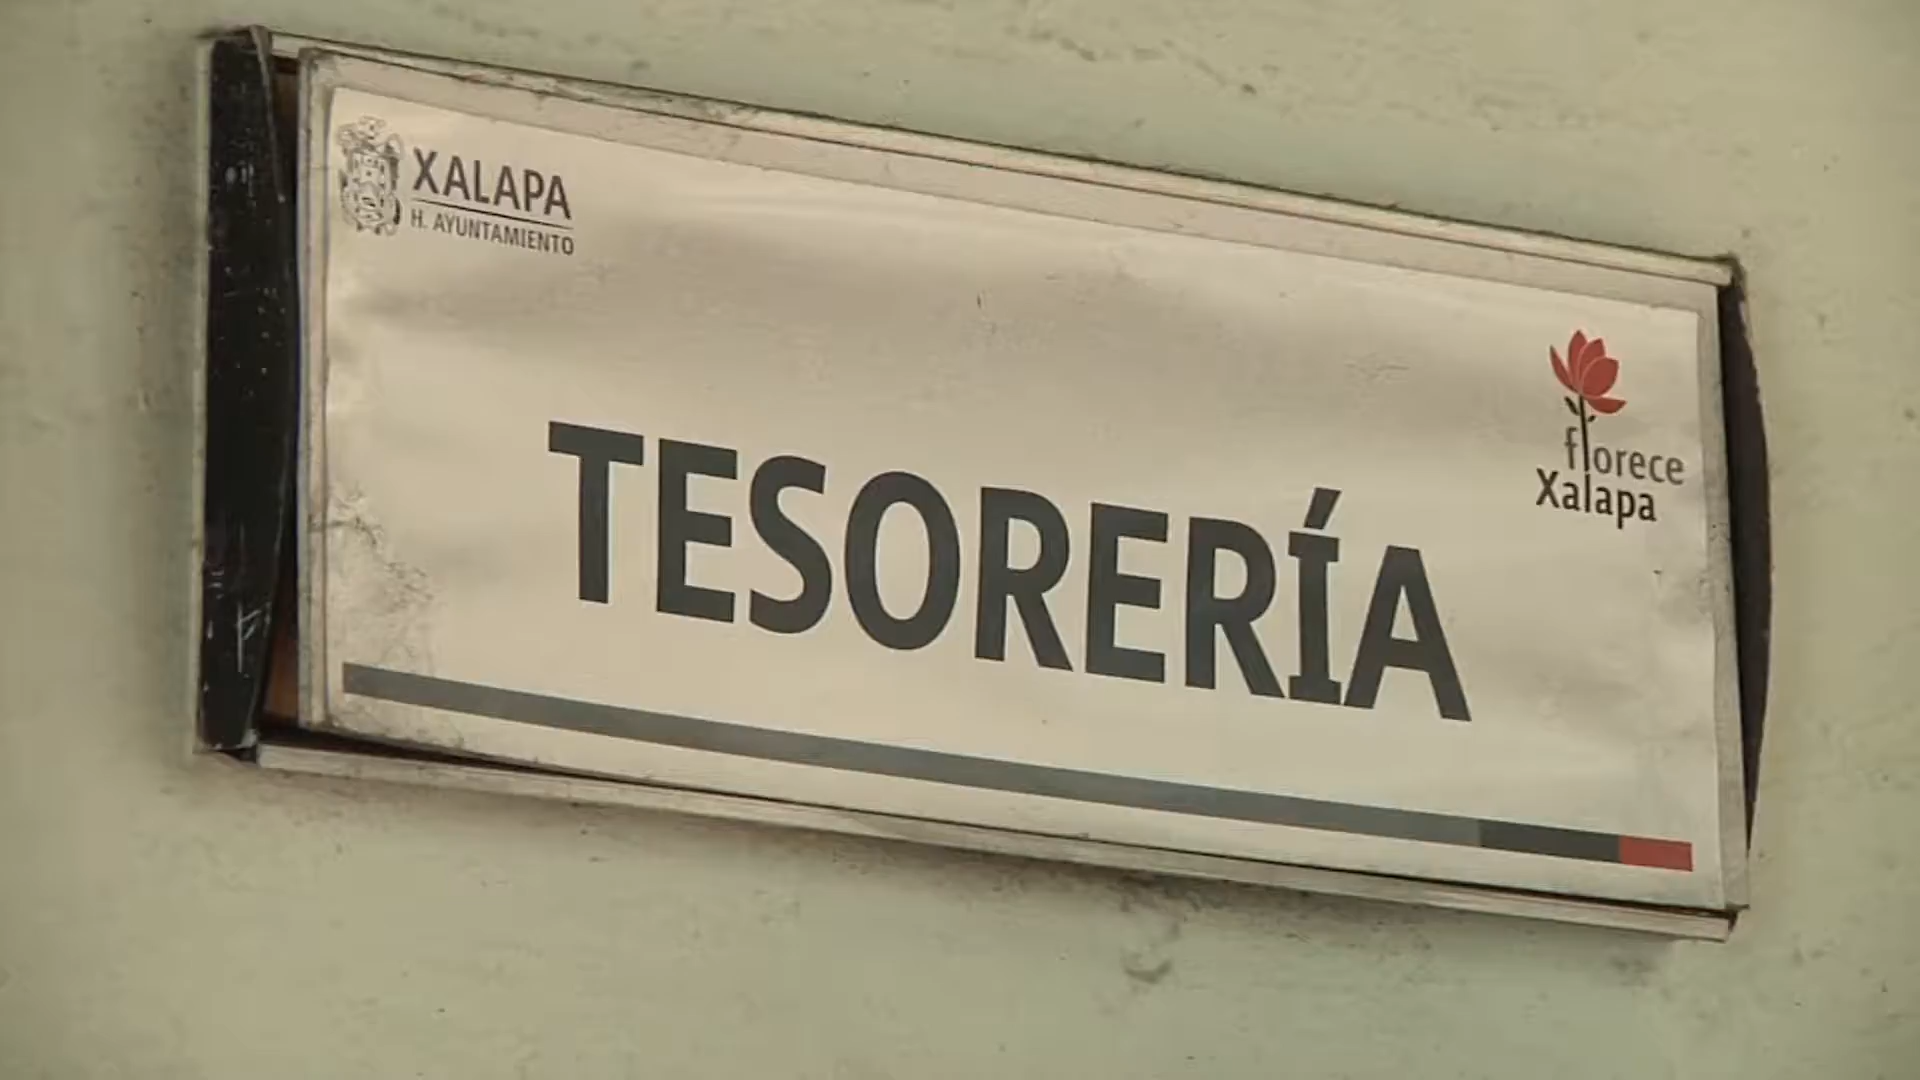 XALAPA
H. AYUNTAMIENTO
florece
Xalapa
TESORERÍA